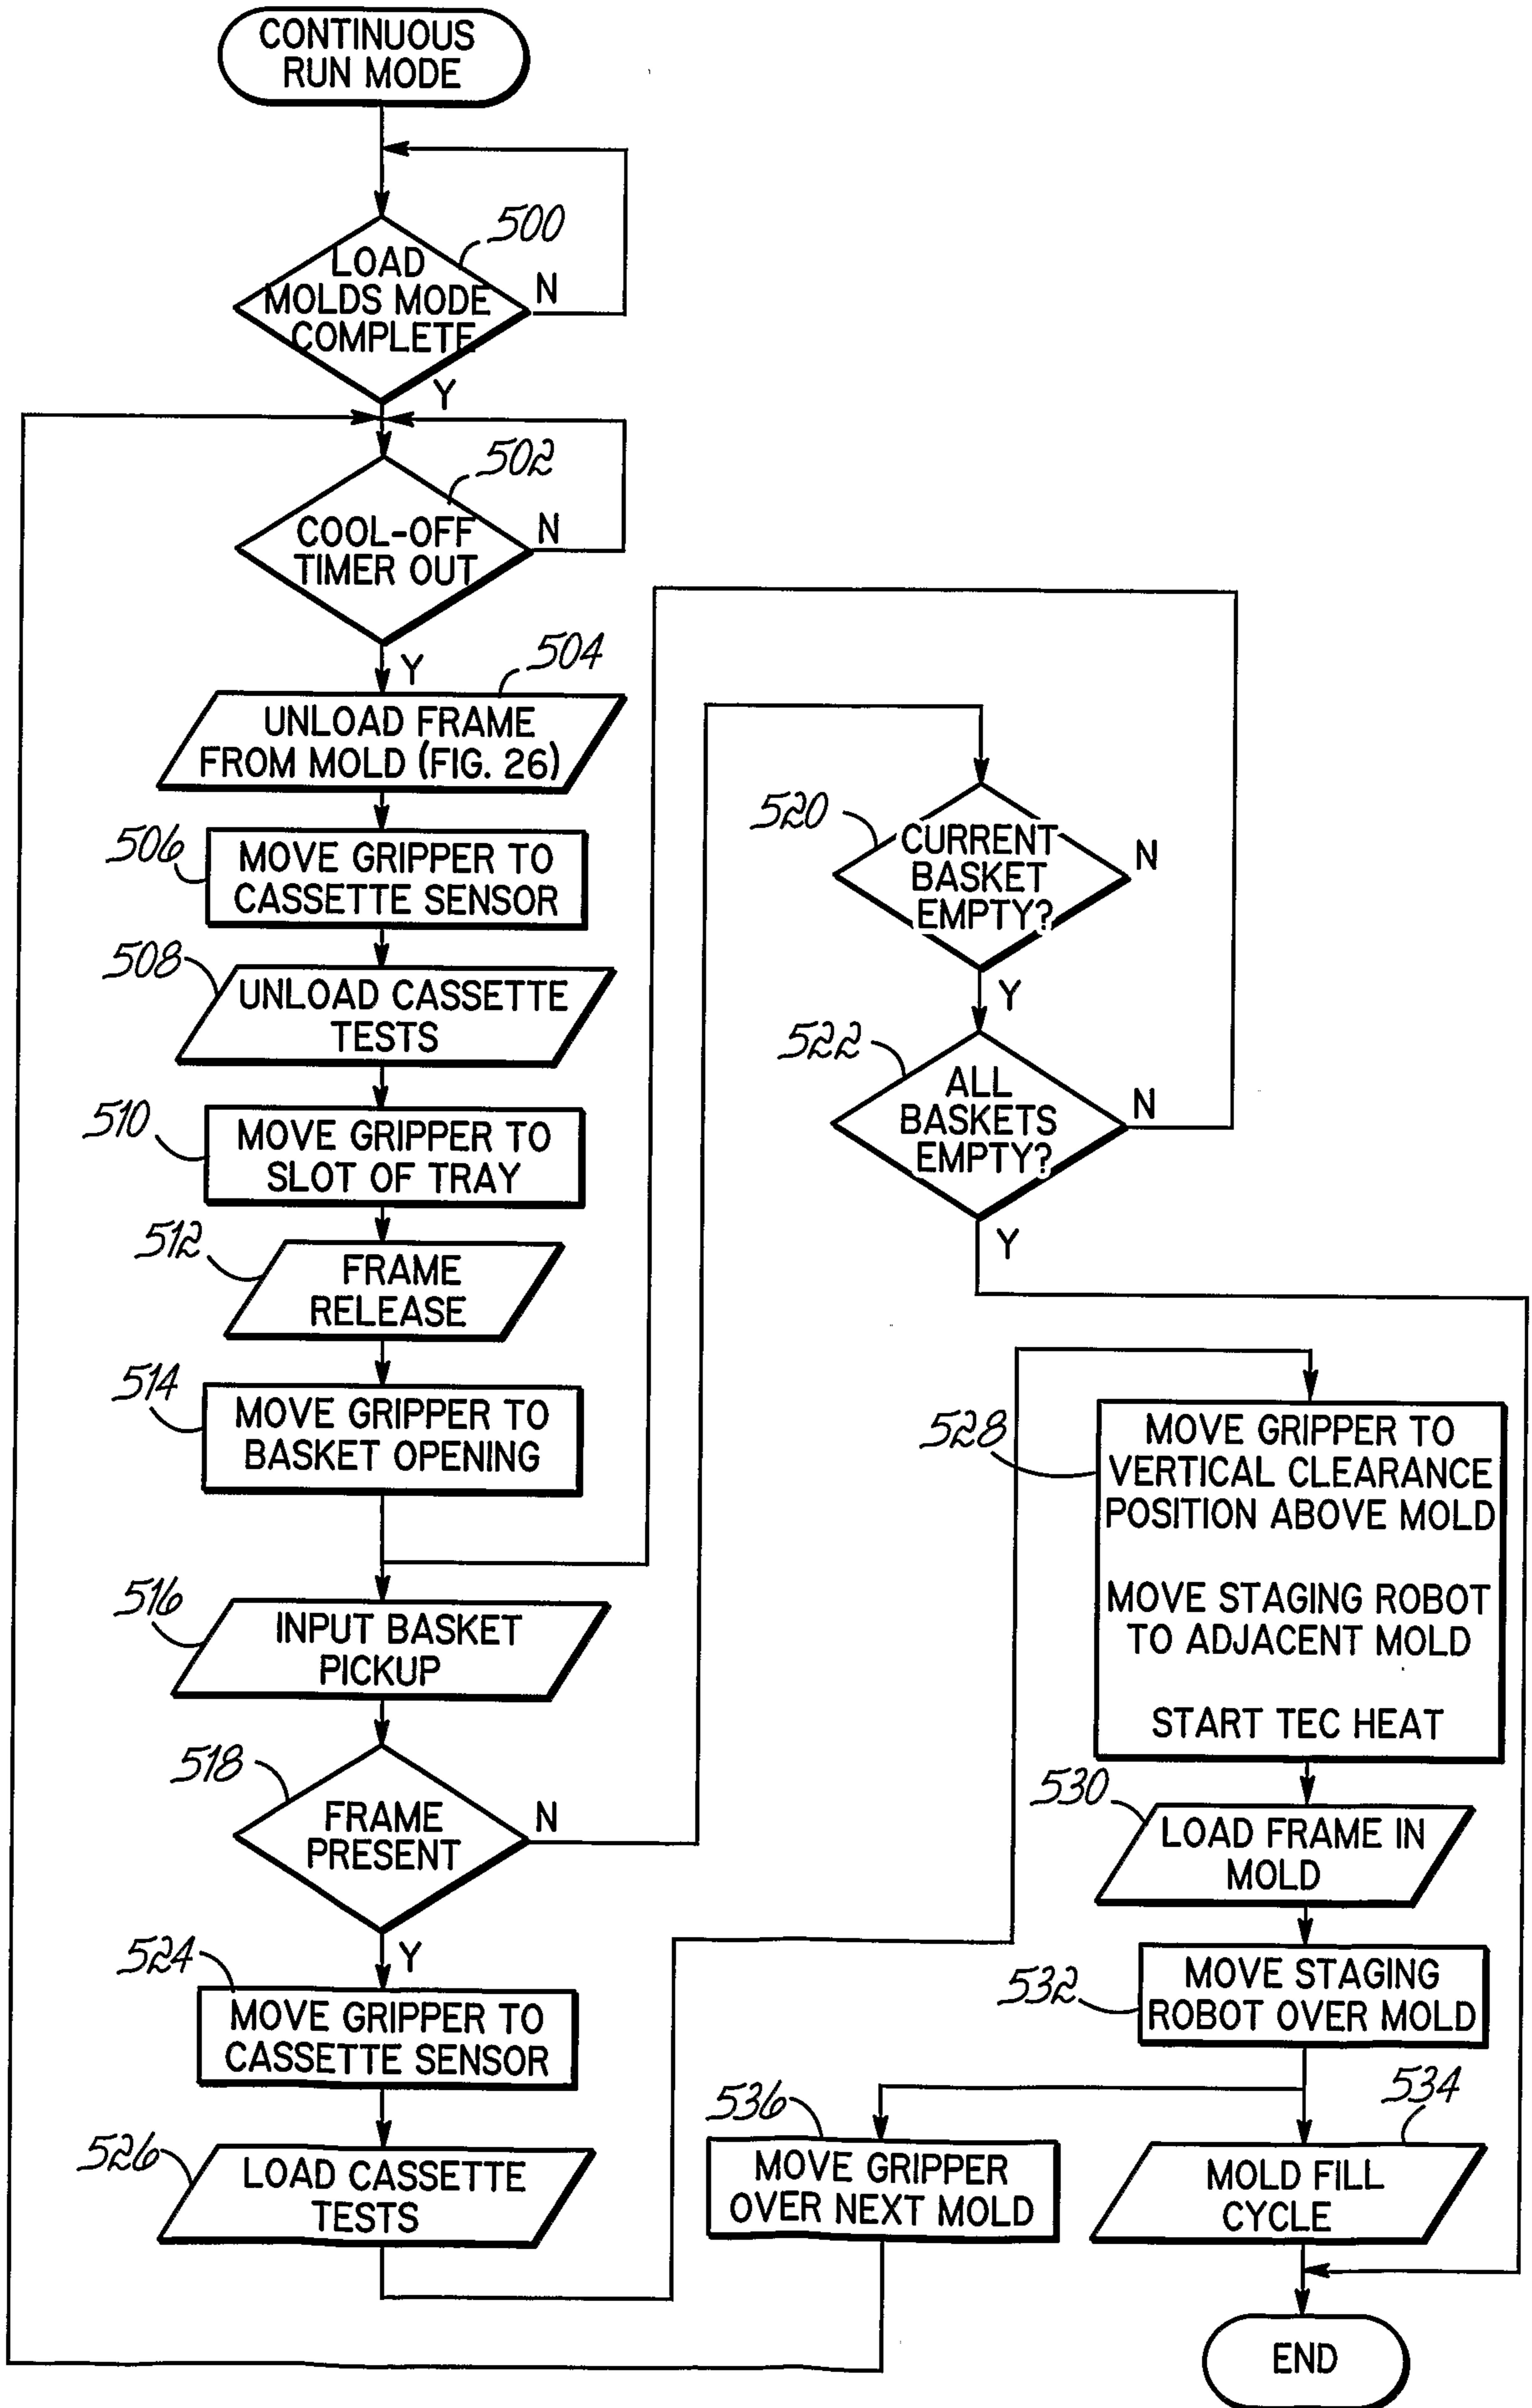 CONTINUOUS
RUN MODE
500
LOAD
MOLDS MODE
COMPLETE
N
Y
502
COOL-OFF
TIMER OUT
N
Y
504
UNLOAD FRAME
FROM MOLD (FIG. 26)
506
MOVE GRIPPER TO
CASSETTE SENSOR
508
UNLOAD CASSETTE
TESTS
510
MOVE GRIPPER TO
SLOT OF TRAY
512
FRAME
RELEASE
514
MOVE GRIPPER TO
BASKET OPENING
516
INPUT BASKET
PICKUP
518
FRAME
PRESENT
N
Y
520
CURRENT
BASKET
EMPTY?
N
Y
522
ALL
BASKETS
EMPTY?
N
Y
524
MOVE GRIPPER TO
CASSETTE SENSOR
526
LOAD CASSETTE
TESTS
528
MOVE GRIPPER TO
VERTICAL CLEARANCE
POSITION ABOVE MOLD
MOVE STAGING ROBOT
TO ADJACENT MOLD
START TEC HEAT
530
LOAD FRAME IN
MOLD
532
MOVE STAGING
ROBOT OVER MOLD
536
MOVE GRIPPER
OVER NEXT MOLD
534
MOLD FILL
CYCLE
END